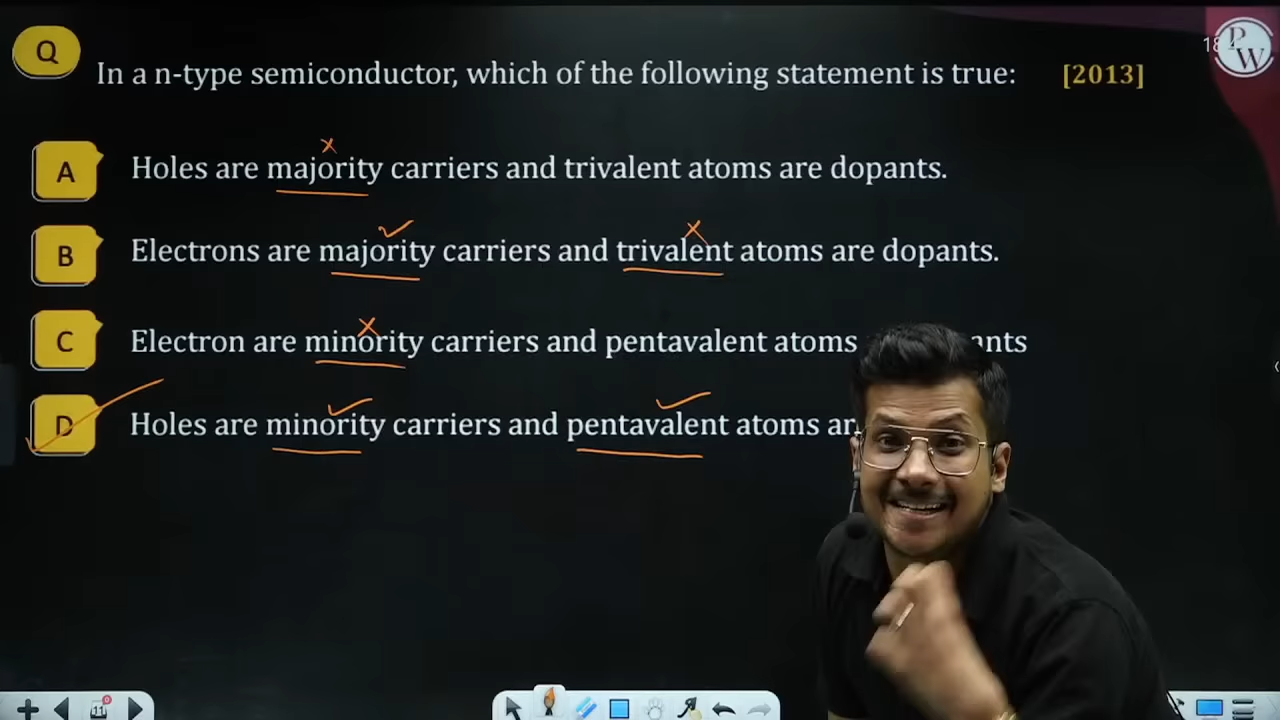 Q
In a n-type semiconductor, which of the following statement is true: [2013]
A Holes are majority carriers and trivalent atoms are dopants.
B Electrons are majority carriers and trivalent atoms are dopants.
C Electron are minority carriers and pentavalent atoms
D Holes are minority carriers and pentavalent atoms
PW
11